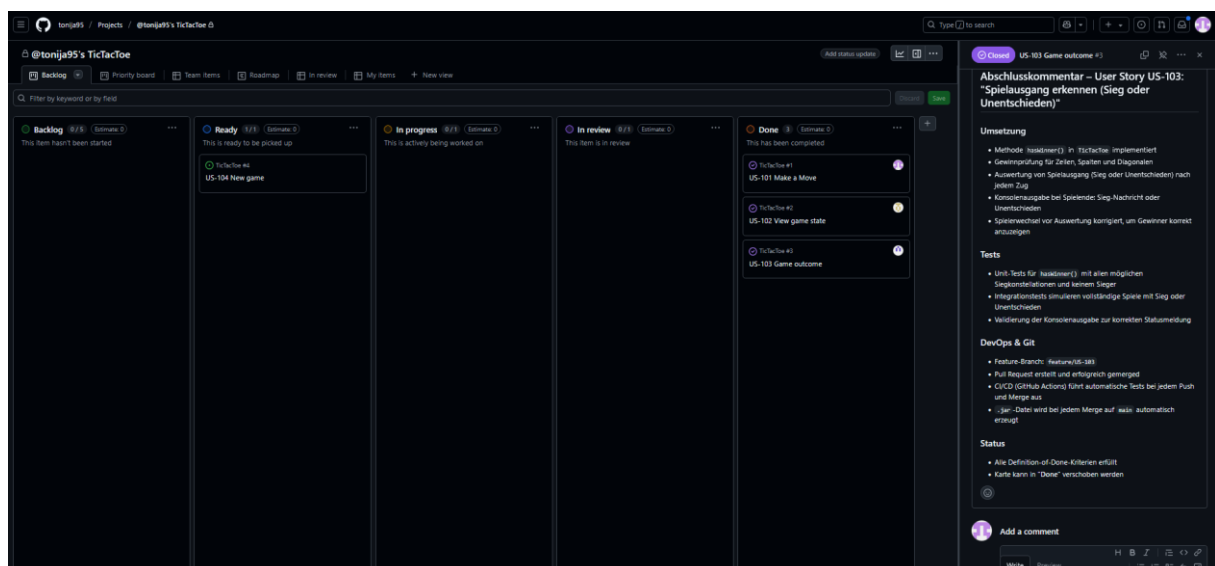 tonija95 / Projects / @tonija95's TicTacToe
Type / to search
@tonija95's TicTacToe
Add status update
Backlog
Priority board
Team items
Roadmap
In review
My items
+ New view
Filter by keyword or by field
Discard
Save
Backlog 0/5 Estimate: 0
This item hasn't been started
Ready 1/1 Estimate: 0
This is ready to be picked up
TicTacToe #4
US-104 New game
In progress 0/1 Estimate: 0
This is actively being worked on
In review 0/1 Estimate: 0
This item is in review
Done 3 Estimate: 0
This has been completed
TicTacToe #1
US-101 Make a Move
TicTacToe #2
US-102 View game state
TicTacToe #3
US-103 Game outcome
Closed US-103 Game outcome #3
Abschlusskommentar – User Story US-103:
"Spielausgang erkennen (Sieg oder
Unentschieden)"
Umsetzung
• Methode hasWinner() in TicTacToe implementiert
• Gewinnprüfung für Zeilen, Spalten und Diagonalen
• Auswertung von Spielausgang (Sieg oder Unentschieden) nach
jedem Zug
• Konsolenausgabe bei Spielende: Sieg-Nachricht oder
Unentschieden
• Spielerwechsel vor Auswertung korrigiert, um Gewinner korrekt
anzuzeigen
Tests
• Unit-Tests für hasWinner() mit allen möglichen
Siegkonstellationen und keinem Sieger
• Integrationstests simulieren vollständige Spiele mit Sieg oder
Unentschieden
• Validierung der Konsolenausgabe zur korrekten Statusmeldung
DevOps & Git
• Feature-Branch: feature/US-103
• Pull Request erstellt und erfolgreich gemerged
• CI/CD (GitHub Actions) führt automatische Tests bei jedem Push
und Merge aus
• .jar-Datei wird bei jedem Merge auf main automatisch
erzeugt
Status
• Alle Definition-of-Done-Kriterien erfüllt
• Karte kann in "Done" verschoben werden
Add a comment
H B I
Write Preview